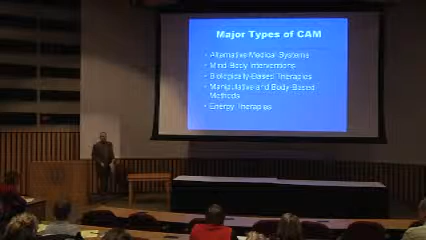 Major Types of CAM
Alternative Medical Systems
Mind-Body Interventions
Biologically-Based Therapies
Manipulative and Body-Based
Methods
Energy Therapies